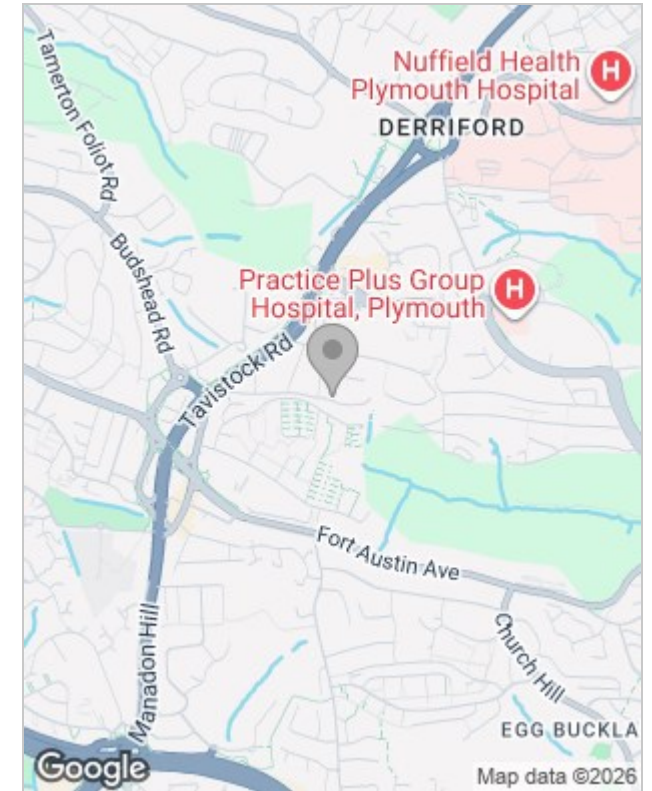 Tamerton Foliot Rd
Nuffield Health
Plymouth Hospital
H
DERRIFORD
Budshead Rd
Practice Plus Group
Hospital, Plymouth
H
Tavistock Rd
Fort Austin Ave
Church Hill
Manadon Hill
EGG BUCKLA
Google
Map data ©2026